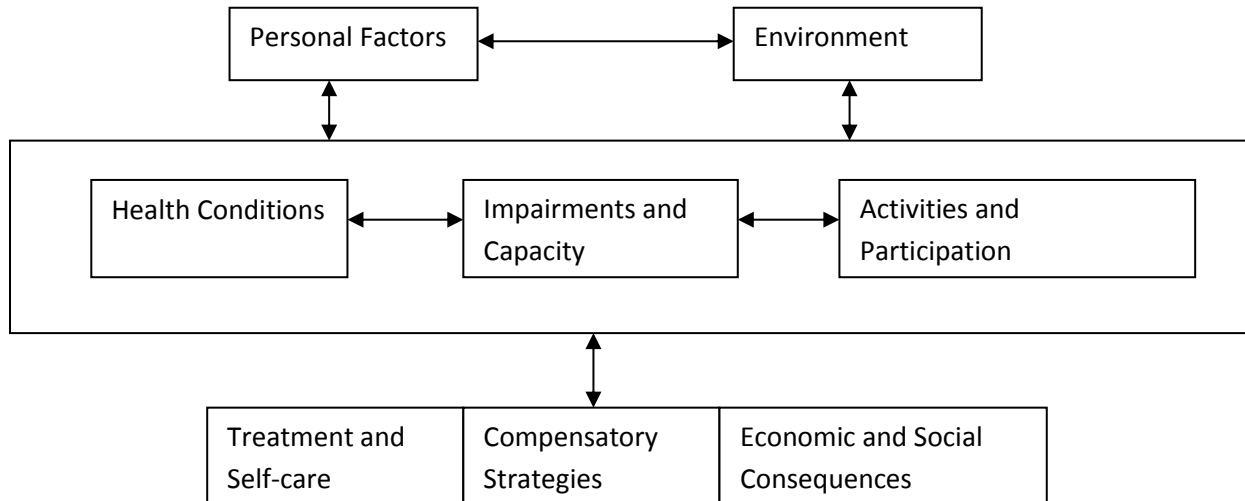 Personal Factors
Environment
Health Conditions
Impairments and
Capacity
Activities and
Participation
Treatment and
Self-care
Compensatory
Strategies
Economic and Social
Consequences